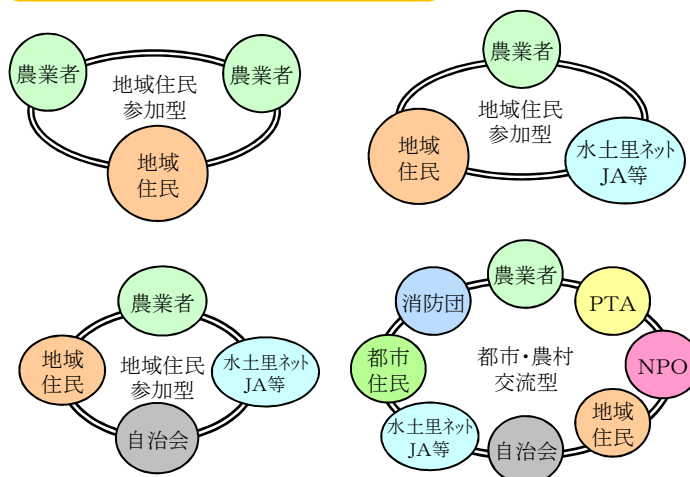 農業者
農業者
地域住民
参加型
地域
住民
農業者
地域住民
参加型
地域
住民
水土里ネット
JA等
農業者
地域
住民
地域住民
参加型
水土里ネット
JA等
自治会
農業者
消防団
PTA
都市
住民
都市・農村
交流型
NPO
地域
住民
水土里ネット
JA等
自治会